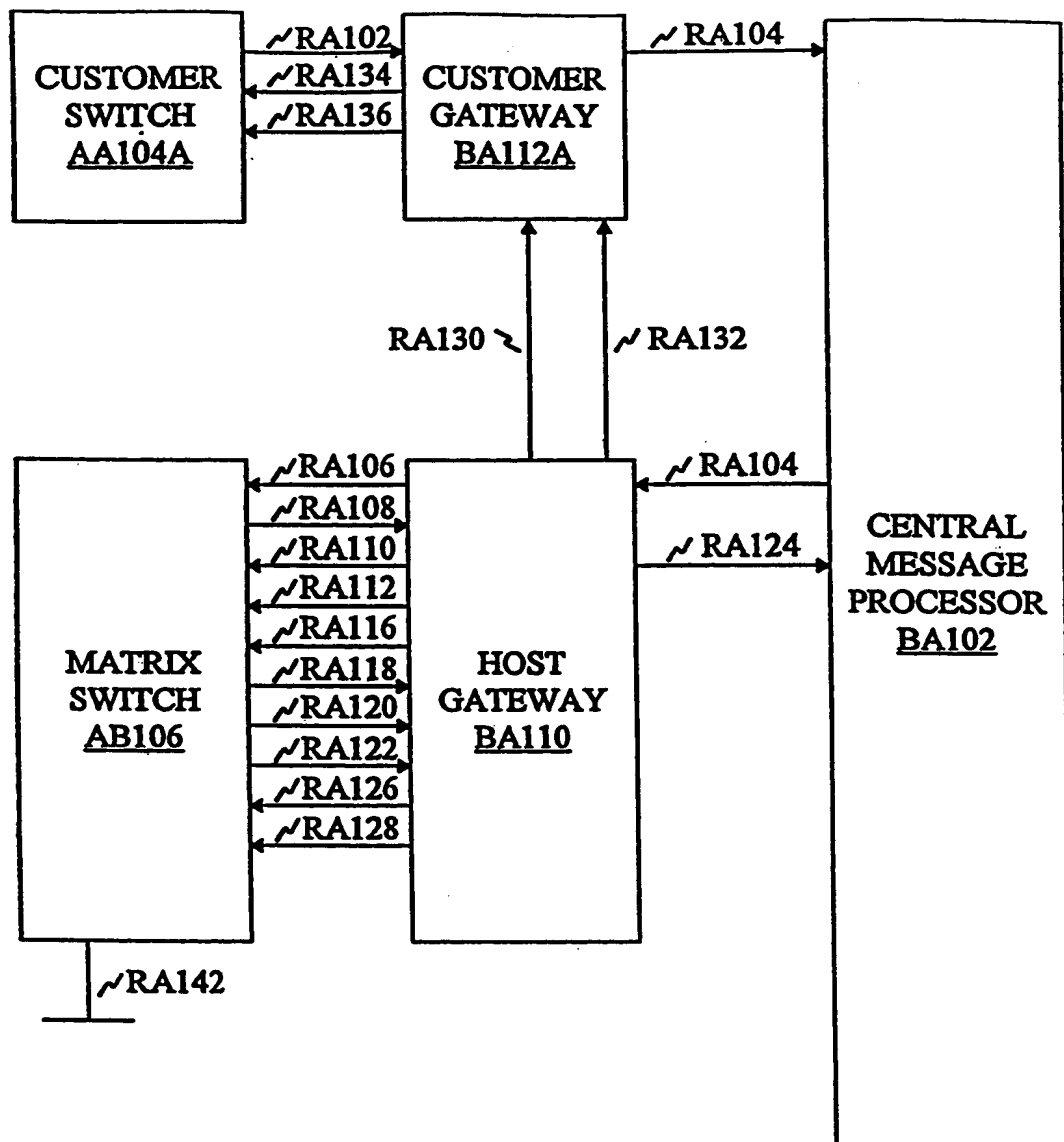 CUSTOMER
SWITCH
AA104A
RA102
RA134
RA136
CUSTOMER
GATEWAY
BA112A
RA104
RA130
RA132
MATRIX
SWITCH
AB106
RA106
RA108
RA110
RA112
RA116
RA118
RA120
RA122
RA126
RA128
HOST
GATEWAY
BA110
RA104
RA124
CENTRAL
MESSAGE
PROCESSOR
BA102
RA142